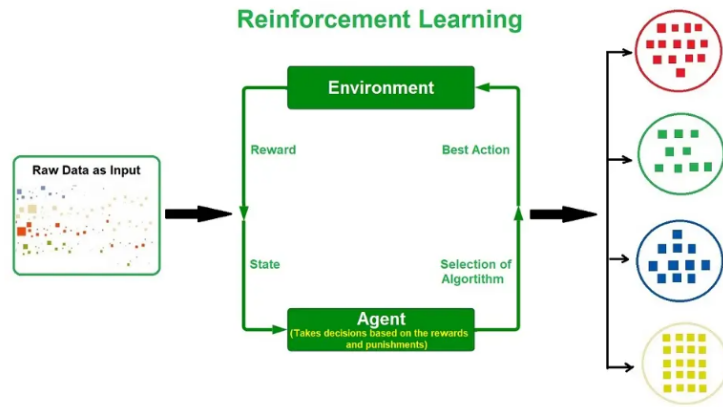 Reinforcement Learning
Raw Data as Input
Environment
Reward
Best Action
State
Selection of
Algortithm
Agent
(Takes decisions based on the rewards
and punishments)